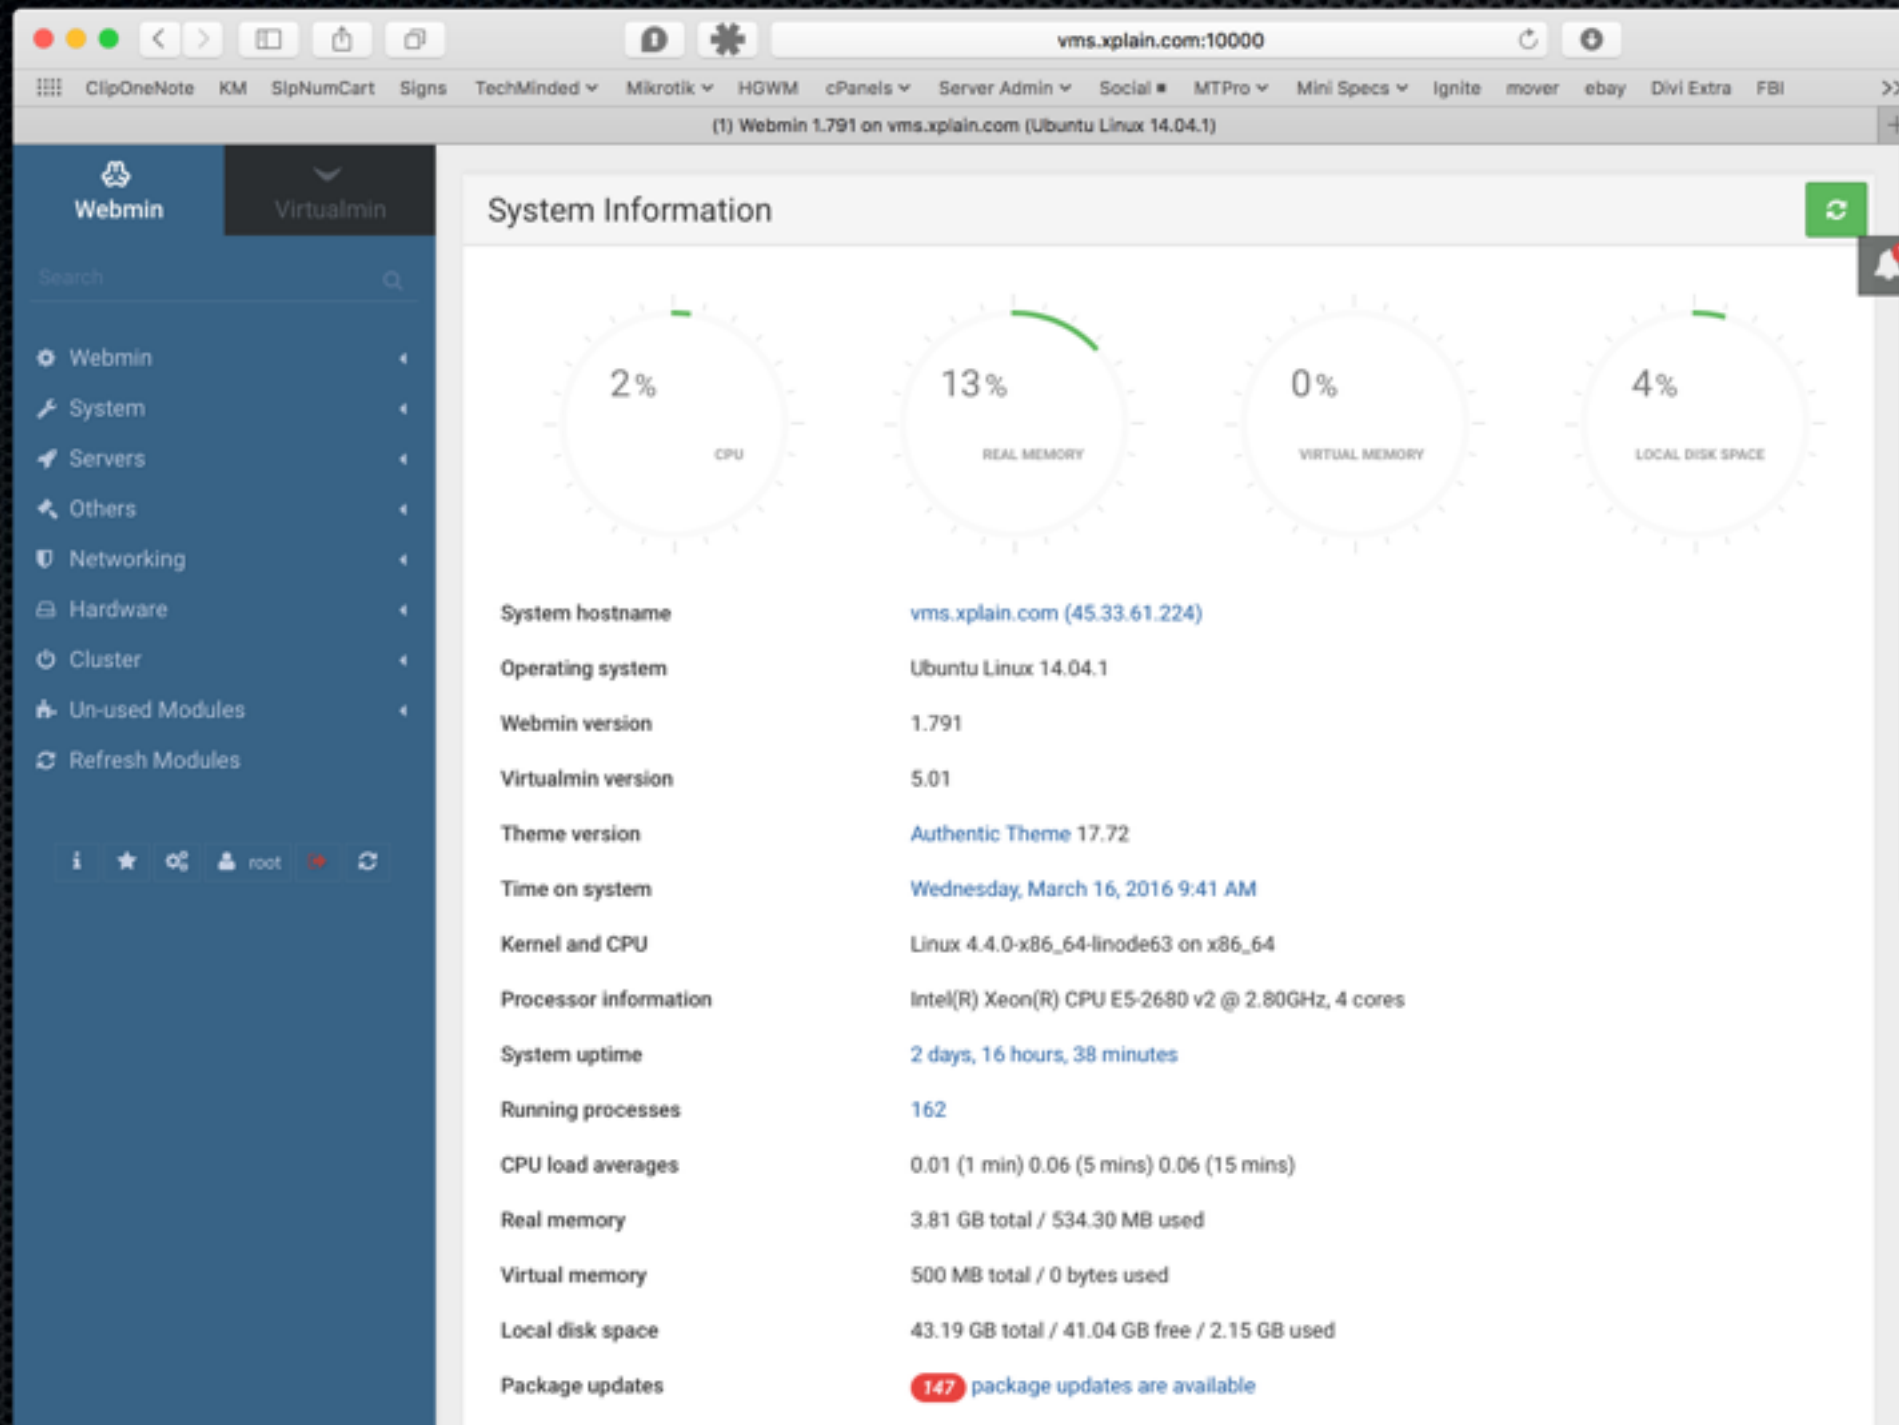 vms.xplain.com:10000
ClipOneNote KM SlpNumCart Signs TechMinded Mikrotik HGWM cPanels Server Admin Social MTPro Mini Specs Ignite mover ebay Divi Extra FBI >>
(1) Webmin 1.791 on vms.xplain.com (Ubuntu Linux 14.04.1)
Webmin Virtualmin
Search
Webmin
System
Servers
Others
Networking
Hardware
Cluster
Un-used Modules
Refresh Modules
root
System Information
2% 13% 0% 4%
CPU REAL MEMORY VIRTUAL MEMORY LOCAL DISK SPACE
System hostname vms.xplain.com (45.33.61.224)
Operating system Ubuntu Linux 14.04.1
Webmin version 1.791
Virtualmin version 5.01
Theme version Authentic Theme 17.72
Time on system Wednesday, March 16, 2016 9:41 AM
Kernel and CPU Linux 4.4.0-x86_64-linode63 on x86_64
Processor information Intel(R) Xeon(R) CPU E5-2680 v2 @ 2.80GHz, 4 cores
System uptime 2 days, 16 hours, 38 minutes
Running processes 162
CPU load averages 0.01 (1 min) 0.06 (5 mins) 0.06 (15 mins)
Real memory 3.81 GB total / 534.30 MB used
Virtual memory 500 MB total / 0 bytes used
Local disk space 43.19 GB total / 41.04 GB free / 2.15 GB used
Package updates 147 package updates are available